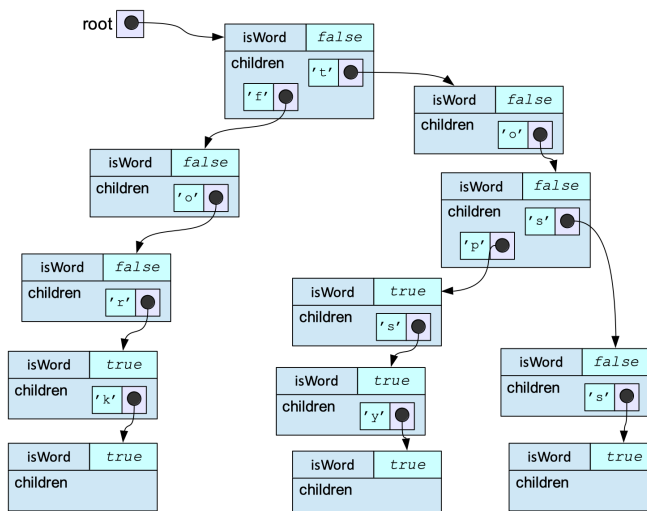 root
isWord false
children
't'
'f'
isWord false
children
'o'
isWord false
children
'o'
isWord false
children
's'
'p'
isWord false
children
'r'
isWord true
children
's'
isWord true
children
'k'
isWord false
children
's'
isWord true
children
'y'
isWord true
children
isWord true
children
isWord true
children